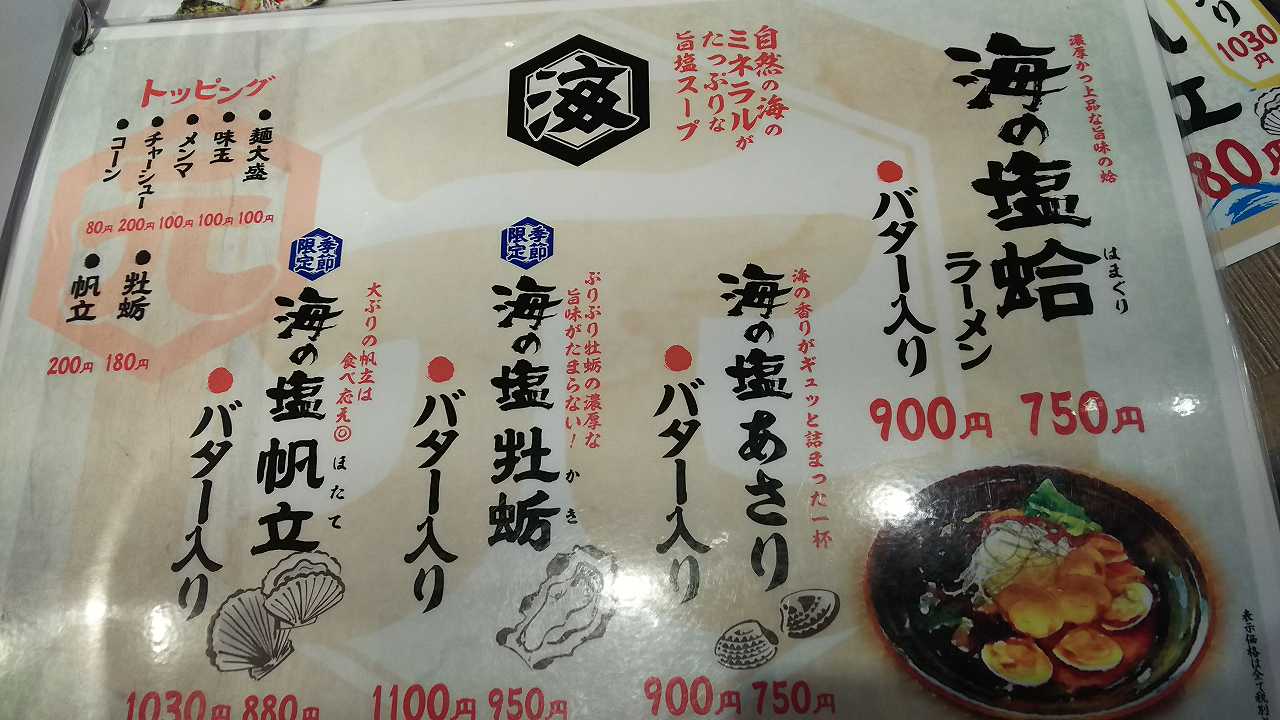 濃厚かつ上品な旨味の蛤
海の塩蛤
はまぐり
ラーメン
750円
●バター入り
900円
自然の海の
ミネラルが
たっぷりな
旨塩スープ
海
海の香りがギュッと詰まった一杯
海の塩あさり
750円
●バター入り
900円
季節
限定
ぷりぷり牡蛎の濃厚な
旨味がたまらない！
海の塩牡蛎
かき
950円
●バター入り
1100円
季節
限定
大ぶりの帆立は
食べ応え◎
海の塩帆立
ほたて
880円
●バター入り
1030円
トッピング
●麺大盛
100円
●味玉
100円
●メンマ
100円
●チャーシュー
200円
●コーン
80円
●牡蛎
180円
●帆立
200円
表示価格は全て税別
り
1030
円
80円